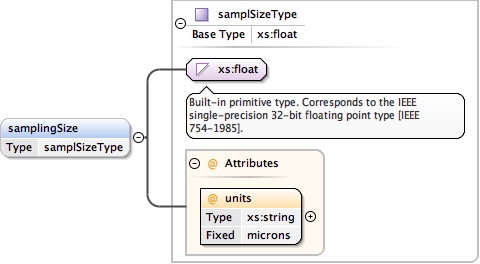 samplSizeType
Base Type xs:float
xs:float
Built-in primitive type. Corresponds to the IEEE
single-precision 32-bit floating point type [IEEE
754-1985].
samplingSize
Type samplSizeType
@ Attributes
@ units
Type xs:string
Fixed microns